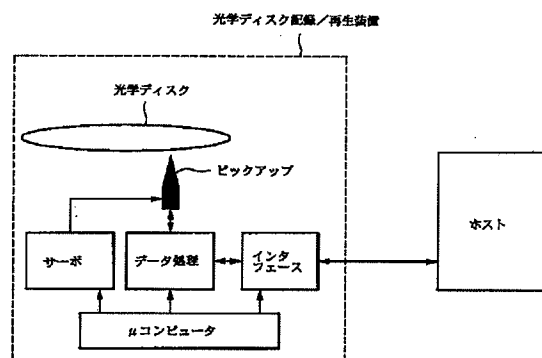 光学ディスク記録／再生装置
光学ディスク
ピックアップ
ホスト
サーボ
データ処理
インタ
フェース
μコンピュータ